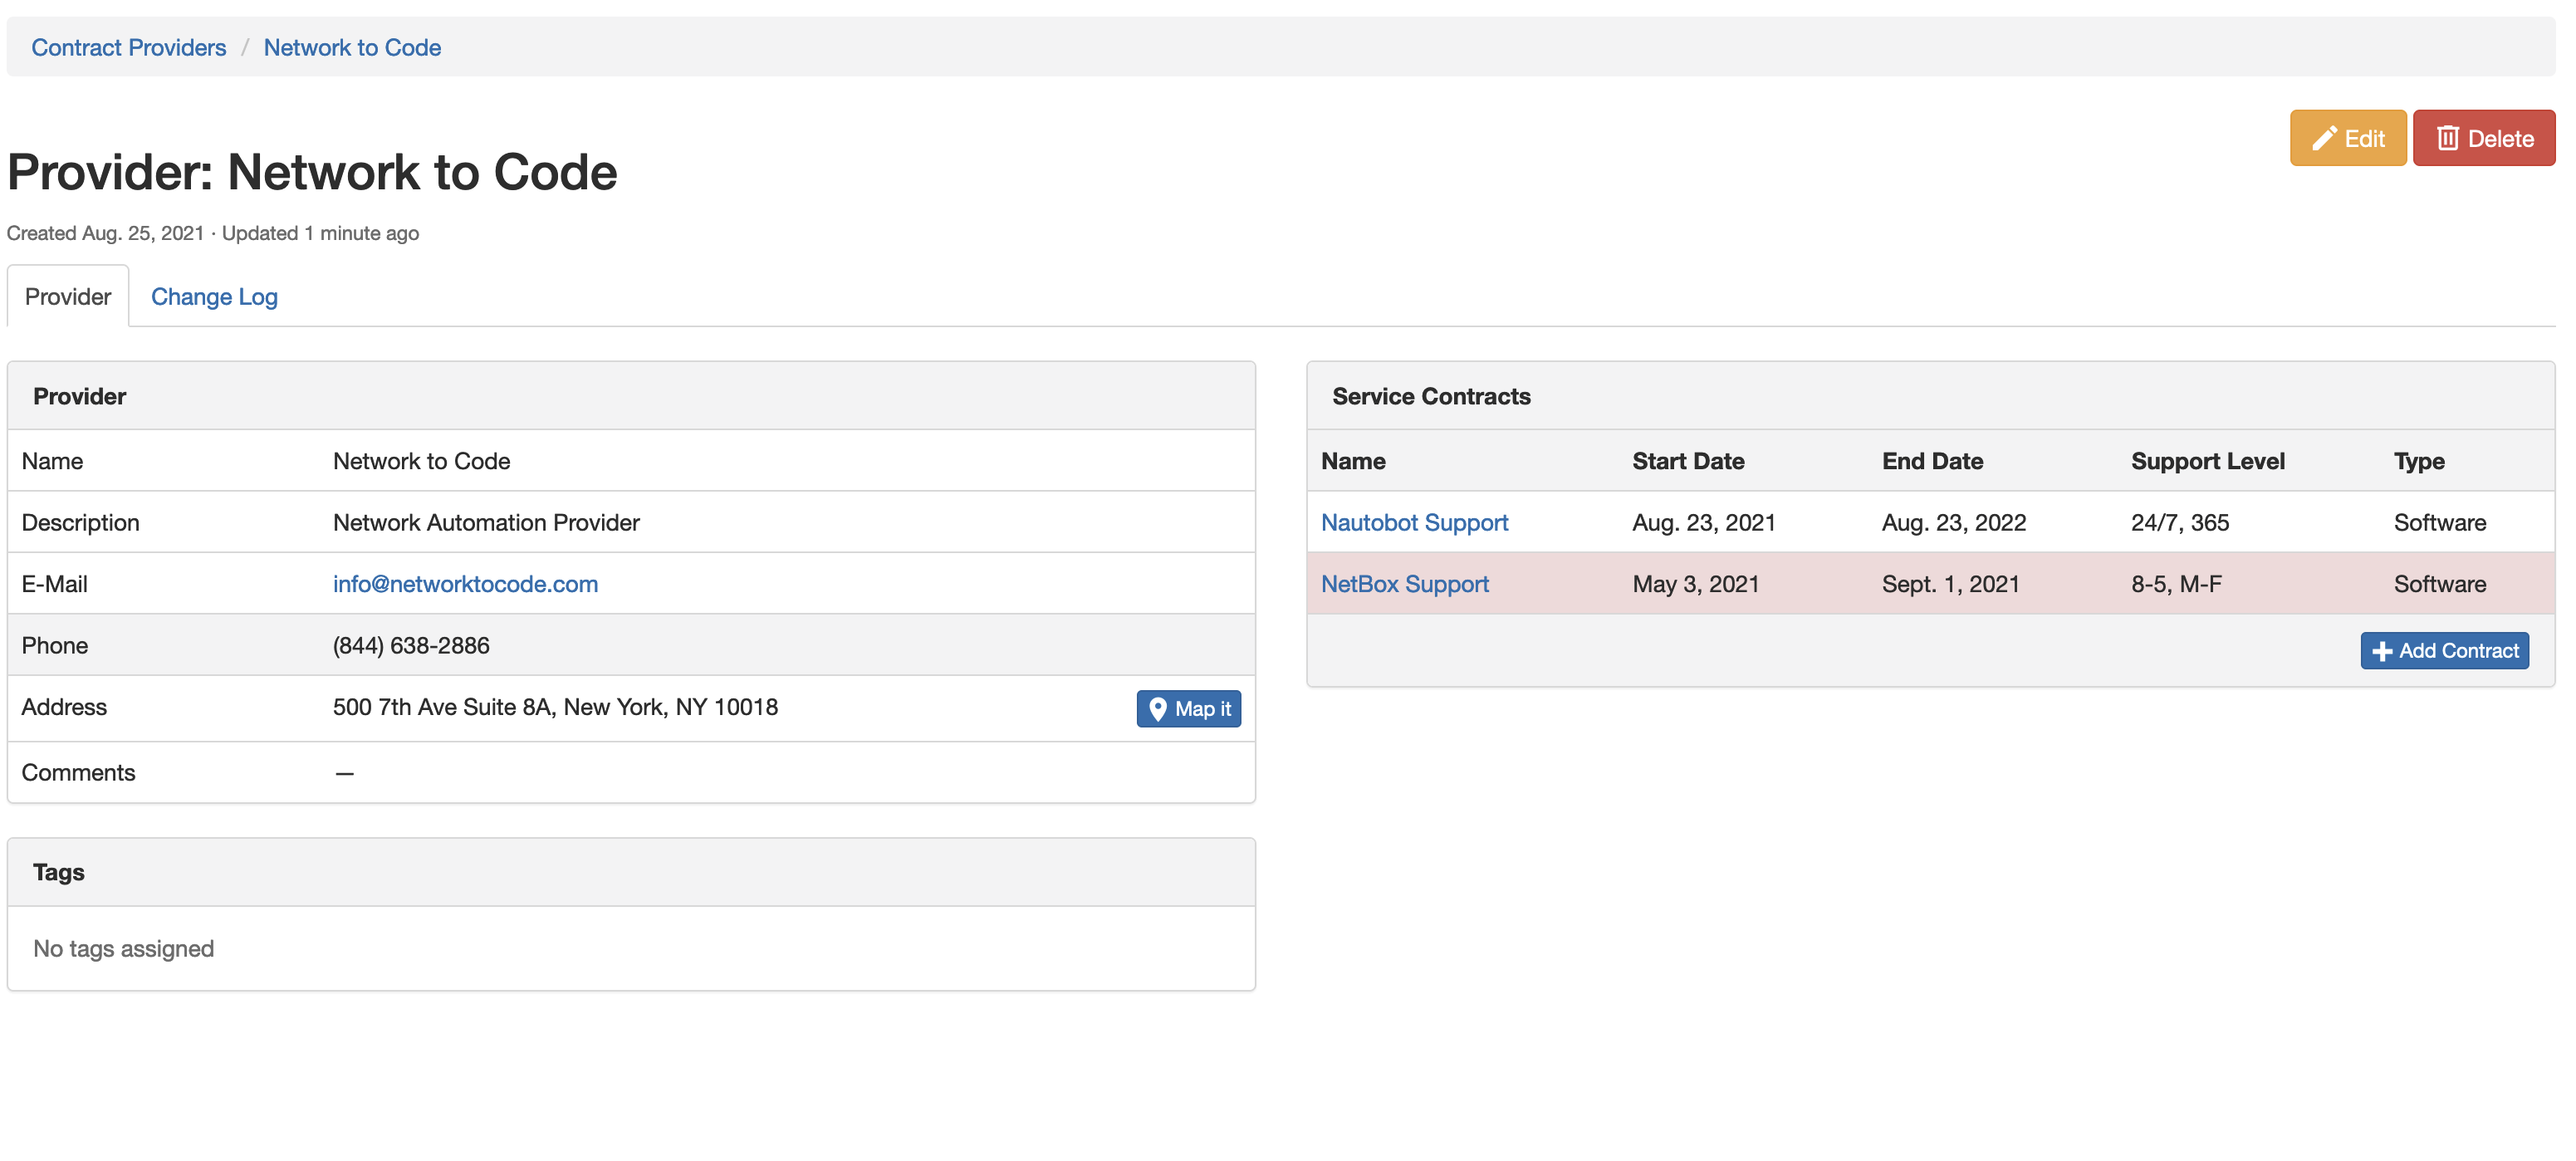 Contract Providers / Network to Code
Edit Delete
Provider: Network to Code
Created Aug. 25, 2021 · Updated 1 minute ago
Provider Change Log
Provider
Name Network to Code
Description Network Automation Provider
E-Mail info@networktocode.com
Phone (844) 638-2886
Address 500 7th Ave Suite 8A, New York, NY 10018 Map it
Comments —
Tags
No tags assigned
Service Contracts
Name Start Date End Date Support Level Type
Nautobot Support Aug. 23, 2021 Aug. 23, 2022 24/7, 365 Software
NetBox Support May 3, 2021 Sept. 1, 2021 8-5, M-F Software
Add Contract